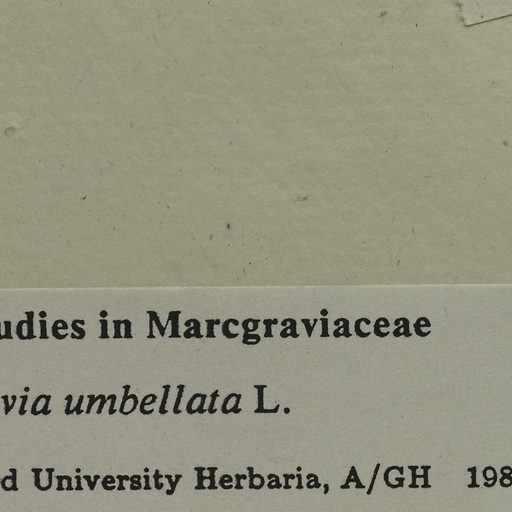 udies in Marcgraviaceae
via umbellata L.
d University Herbaria, A/GH 198